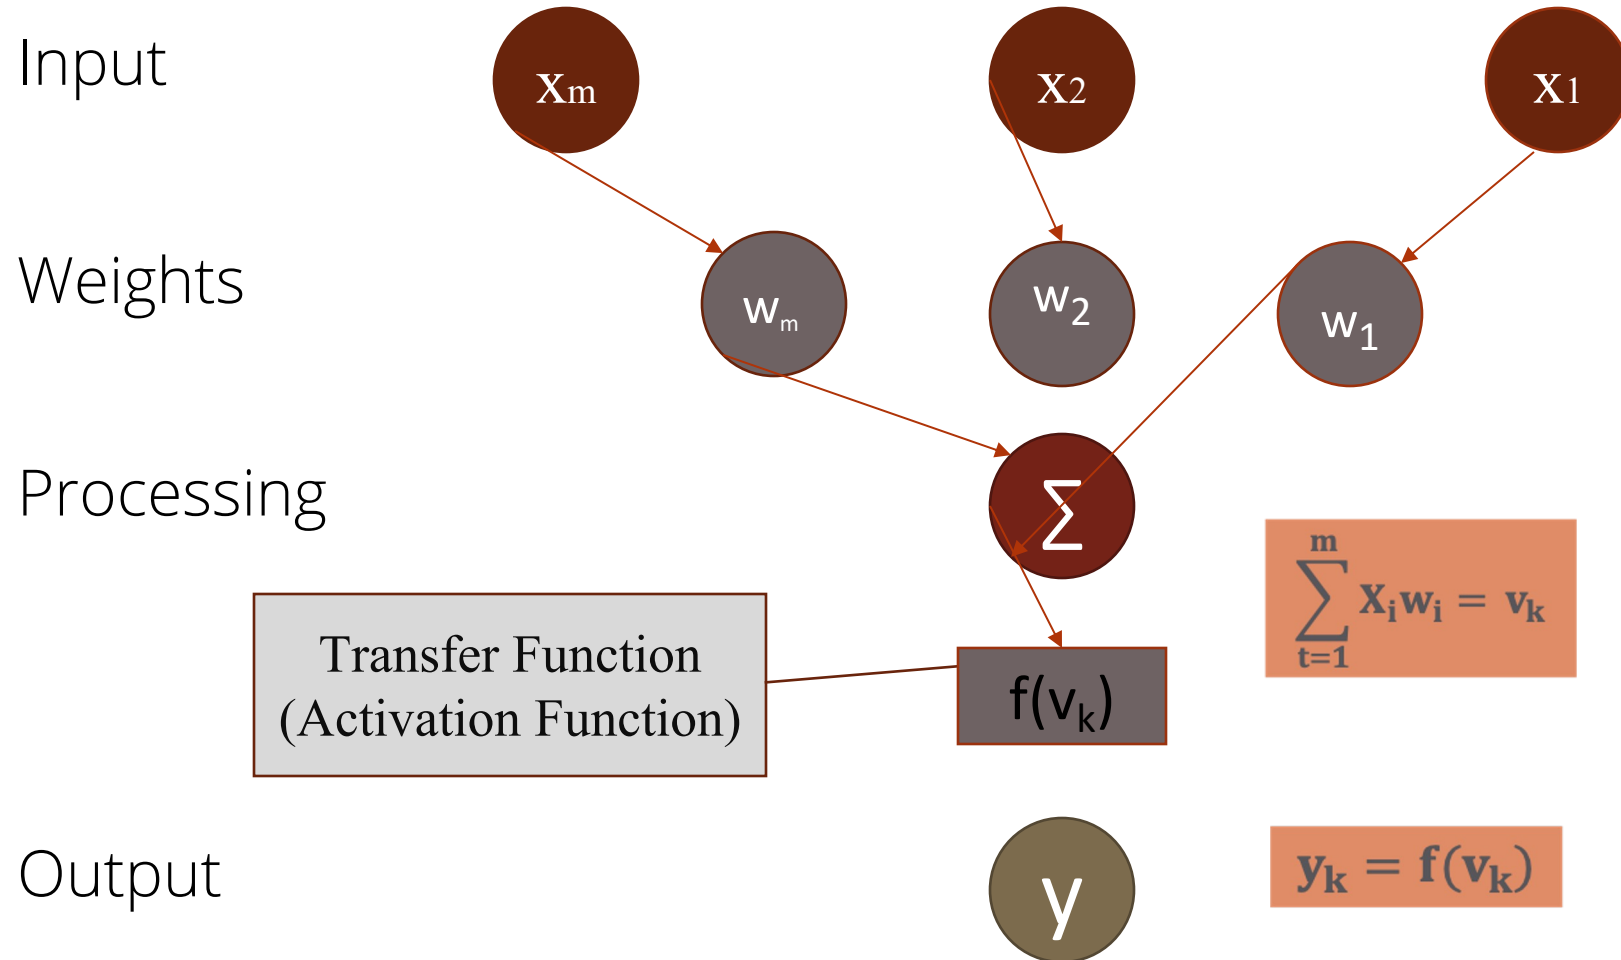 Input
Xm X2 X1
Weights
wm w2 w1
Processing
∑
m
∑ Xiwi = vk
t=1
Transfer Function
(Activation Function)
f(vk)
Output
y
yk = f(vk)